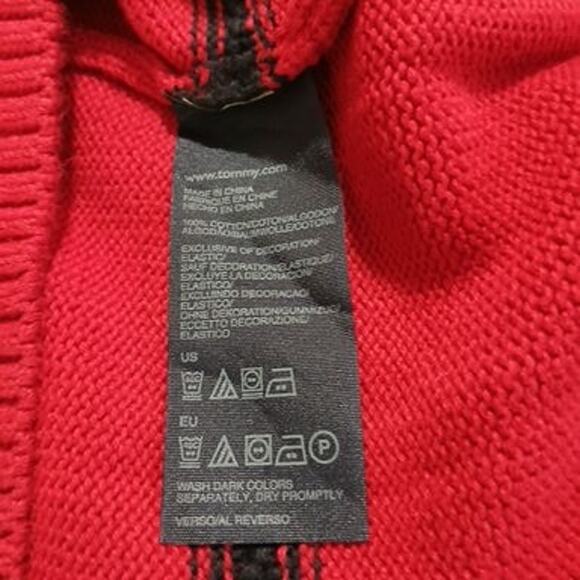 www.tommy.com
MADE IN CHINA
FABRIQUE EN CHINE
HECHO EN CHINA
100% COTTON/COTON/ALGODON/
ALGODAO/BAUMWOLLE/COTONE
EXCLUSIVE OF DECORATION/
ELASTIC/
SAUF DECORATION/ELASTIQUE/
EXCLUYE LA DECORACION/
ELASTICO/
EXCLUINDO DECORACAO/
ELASTICO/
OHNE DEKORATION/GUMMIZUG/
ECCETTO DECORAZIONE/
ELASTICO
US
EU
P
WASH DARK COLORS
SEPARATELY, DRY PROMPTLY
VERSO/AL REVERSO